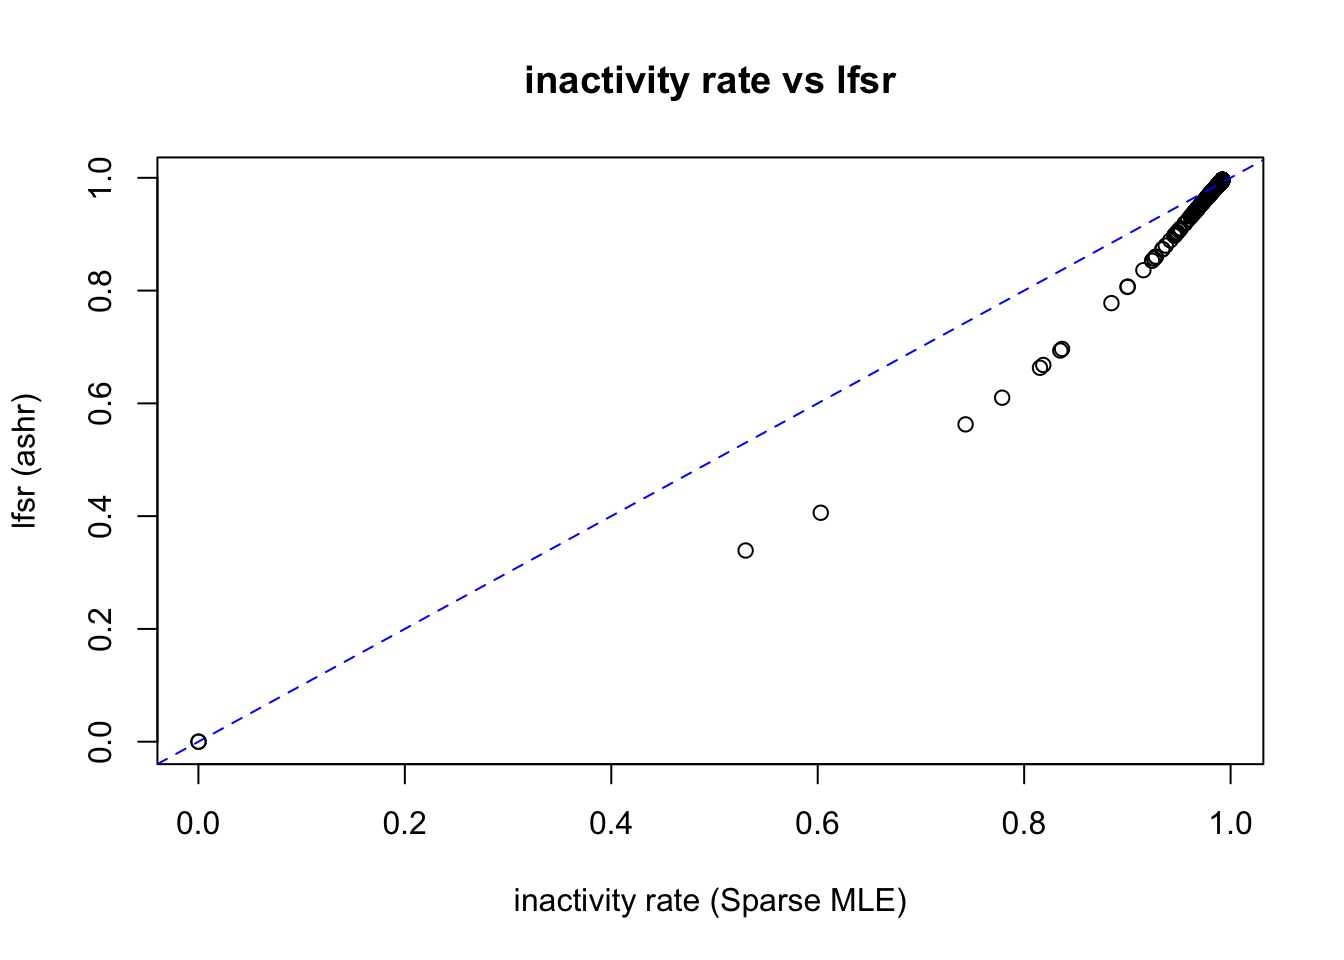 inactivity rate vs lfsr
lfsr (ashr)
1.0
0.8
0.6
0.4
0.2
0.0
0.0 0.2 0.4 0.6 0.8 1.0
inactivity rate (Sparse MLE)